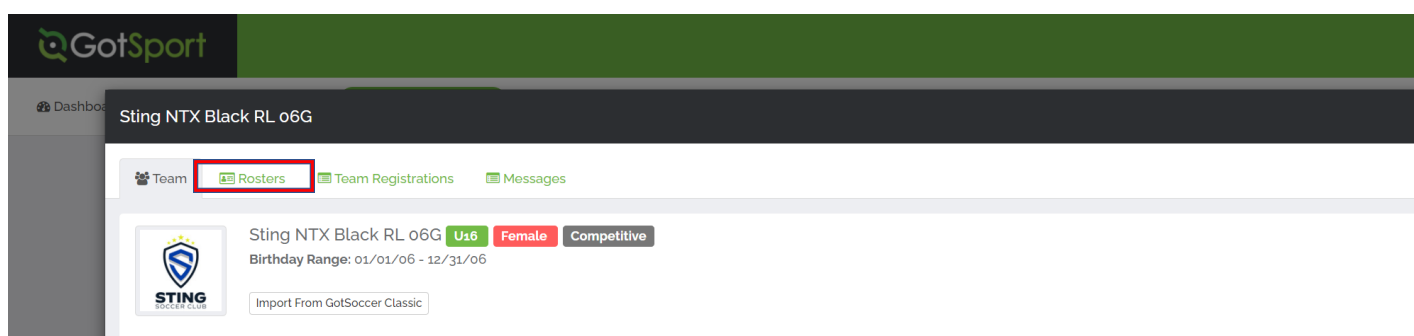 GotSport
Dashboa
Sting NTX Black RL 06G
Team Rosters Team Registrations Messages
Sting NTX Black RL 06G U16 Female Competitive
Birthday Range: 01/01/06 - 12/31/06
STING
SOCCER CLUB
Import From GotSoccer Classic